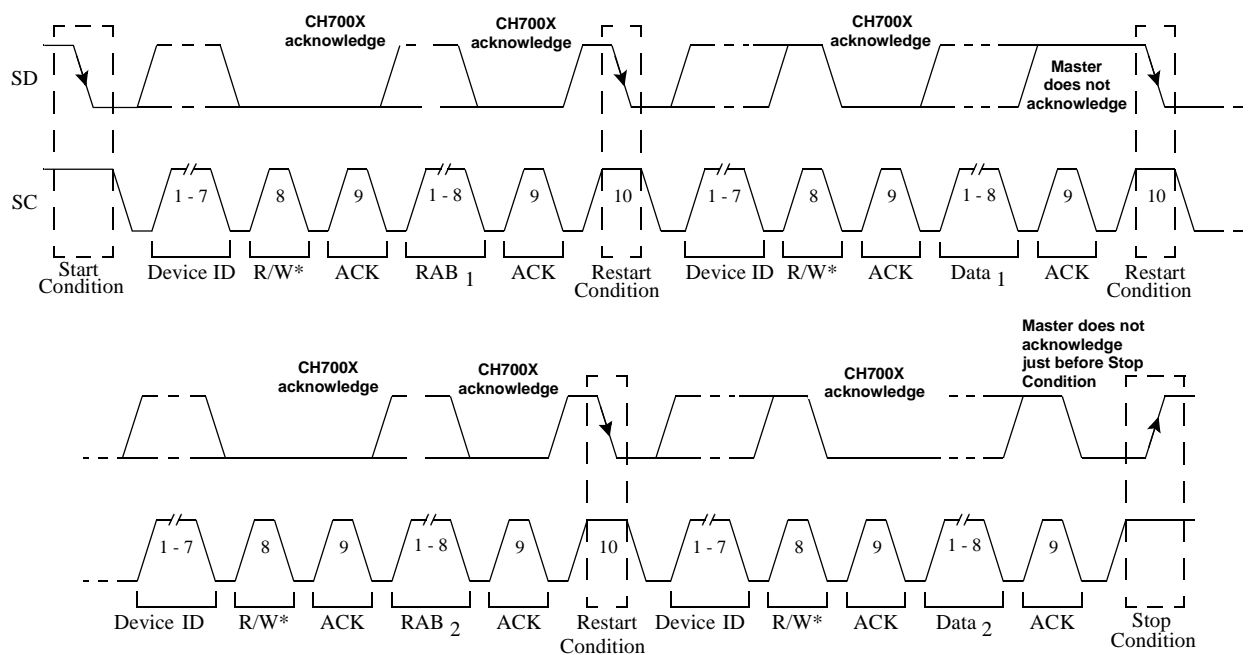 CH700X
acknowledge
CH700X
acknowledge
CH700X
acknowledge
SD
Master
does not
acknowledge
SC
1 - 7
8
9
1 - 8
9
10
1 - 7
8
9
1 - 8
9
10
Start
Condition
Device ID
R/W*
ACK
RAB 1
ACK
Restart
Condition
Device ID
R/W*
ACK
Data 1
ACK
Restart
Condition
CH700X
acknowledge
CH700X
acknowledge
CH700X
acknowledge
Master does not
acknowledge
just before Stop
Condition
1 - 7
8
9
1 - 8
9
10
1 - 7
8
9
1 - 8
9
Device ID
R/W*
ACK
RAB 2
ACK
Restart
Condition
Device ID
R/W*
ACK
Data 2
ACK
Stop
Condition